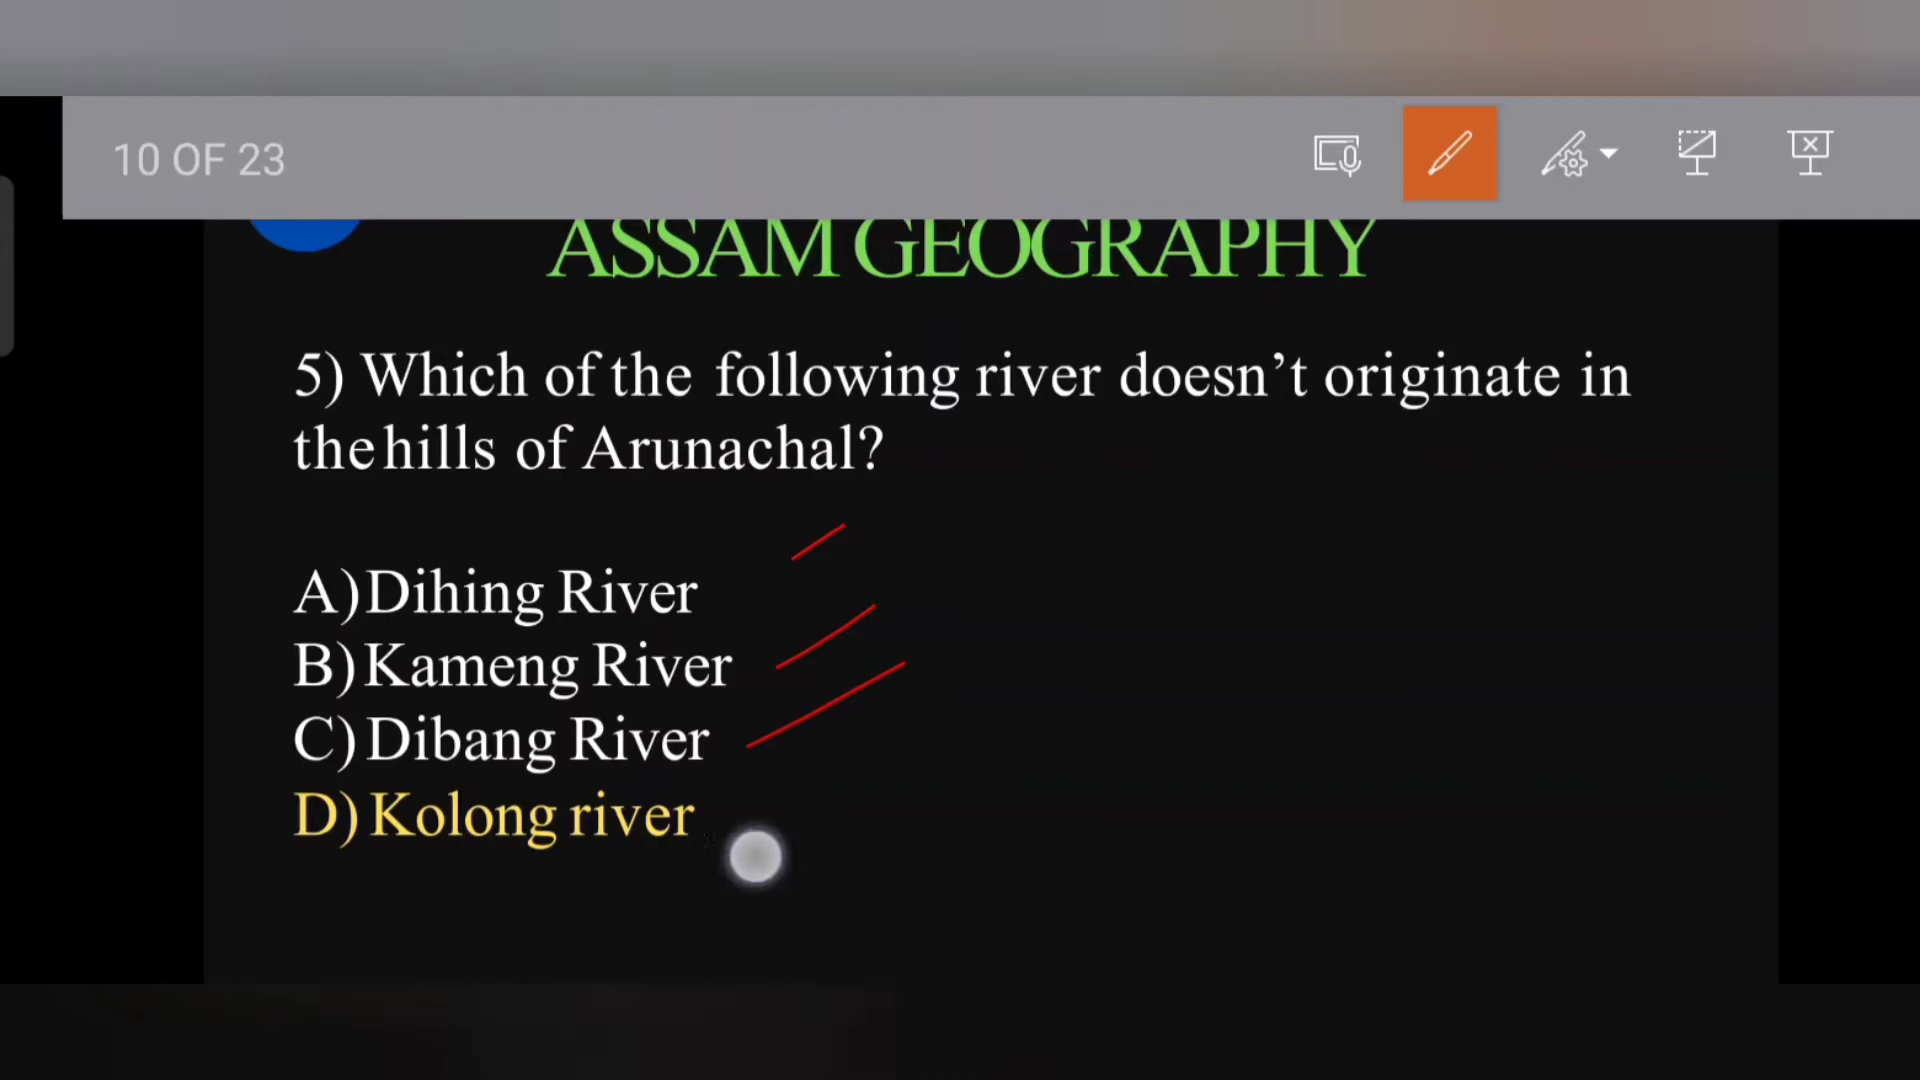 10 OF 23
ASSAM GEOGRAPHY
5) Which of the following river doesn’t originate in
the hills of Arunachal?
A) Dihing River
B) Kameng River
C) Dibang River
D) Kolong river